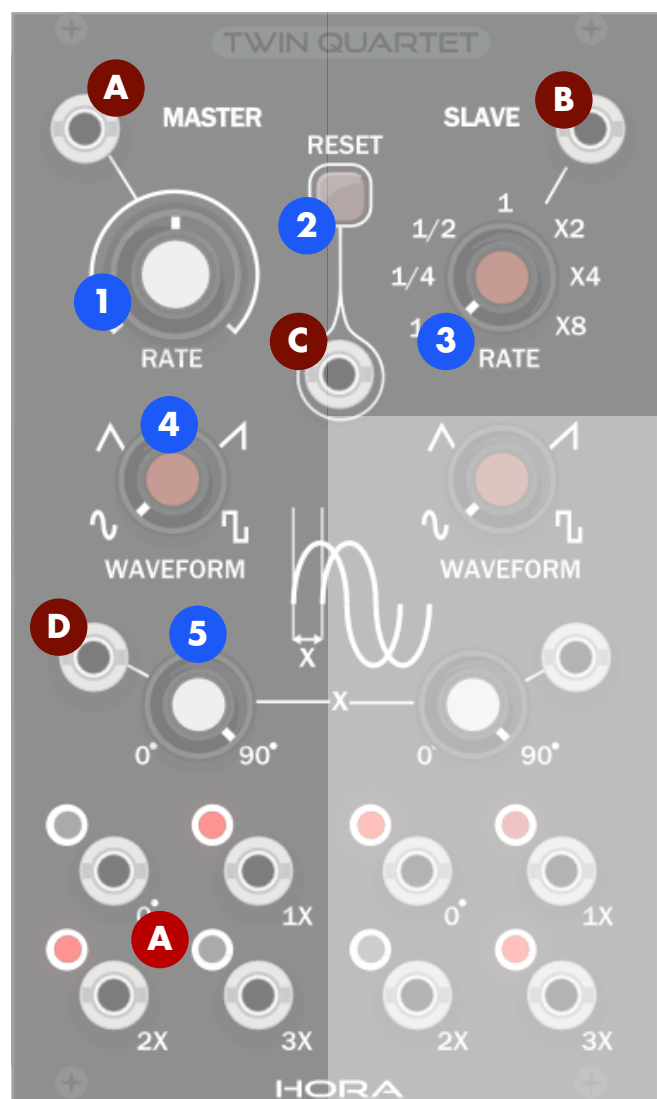 TWIN QUARTET
A
B
MASTER
SLAVE
RESET
1
1/2
X2
2
1/4
X4
1
1
3
X8
C
RATE
RATE
4
WAVEFORM
WAVEFORM
D
5
X
X
0°
90°
0°
90°
0°
1X
0°
1X
A
2X
3X
2X
3X
HORA